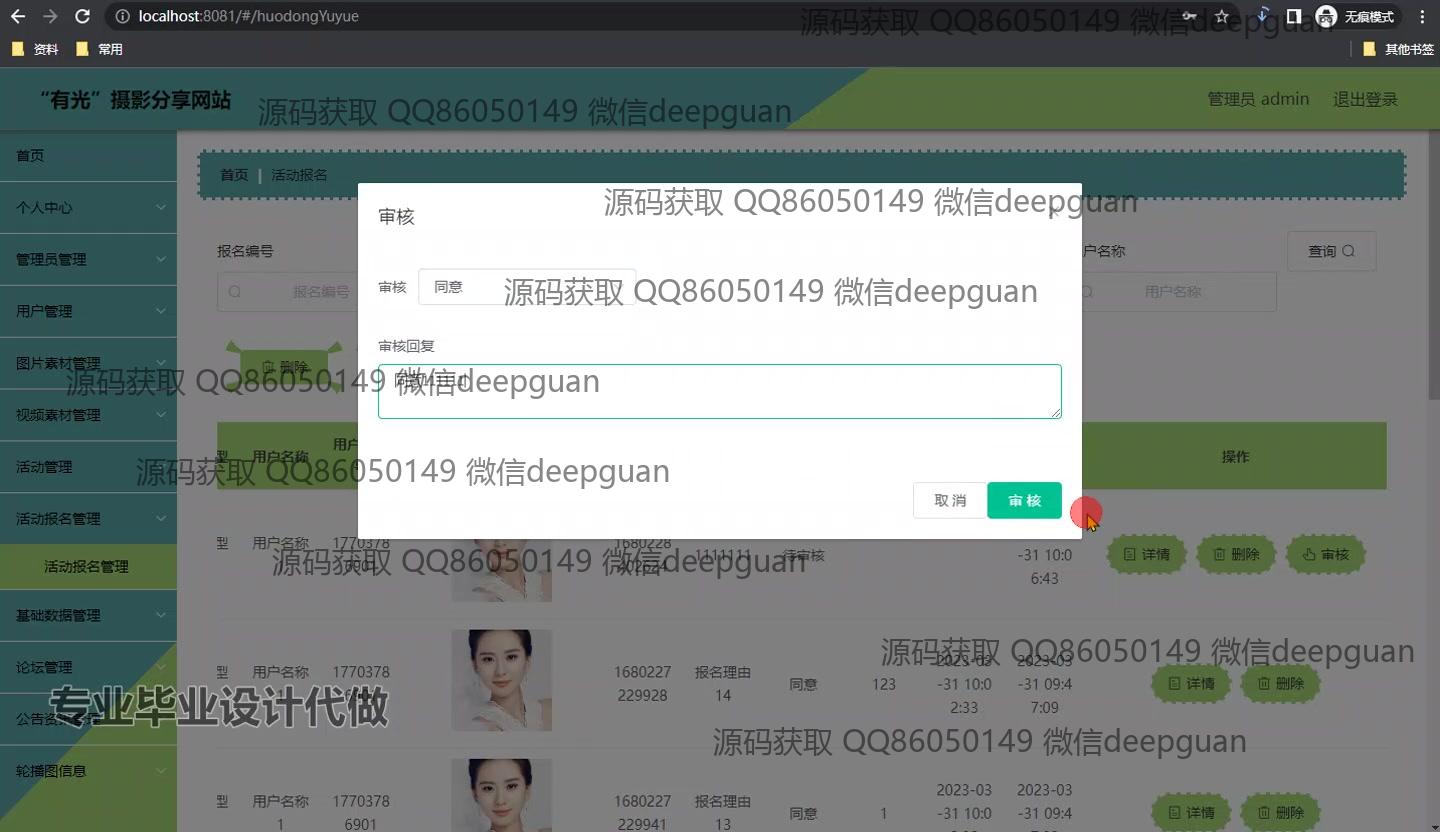 localhost:8081/#/huodongYuyue
无痕模式
资料
常用
其他书签
“有光”摄影分享网站
管理员 admin
退出登录
源码获取 QQ86050149 微信deepguan
源码获取 QQ86050149 微信deepguan
首页
个人中心
管理员管理
用户管理
图片素材管理
视频素材管理
活动管理
活动报名管理
活动报名管理
基础数据管理
论坛管理
轮播图信息
首页
活动报名
源码获取 QQ86050149 微信deepguan
报名编号
户名称
查询
报名编号
用户名称
删除
审核
审核
同意
源码获取 QQ86050149 微信deepguan
审核回复
源码获取 QQ86050149 微信deepguan
取消
审核
型
用户名称
用户
操作
源码获取 QQ86050149 微信deepguan
型
用户名称
1770378
1680228
1111111
待审核
-31 10:0
6:43
详情
删除
审核
源码获取 QQ86050149 微信deepguan
型
用户名称
1770378
1680227
229928
报名理由
14
同意
123
2023-03
-31 10:0
2:33
2023-03
-31 09:4
7:09
详情
删除
源码获取 QQ86050149 微信deepguan
专业毕业设计代做
源码获取 QQ86050149 微信deepguan
型
用户名称
1
1770378
6901
1680227
229941
报名理由
13
同意
1
2023-03
-31 10:0
2023-03
-31 09:4
详情
删除